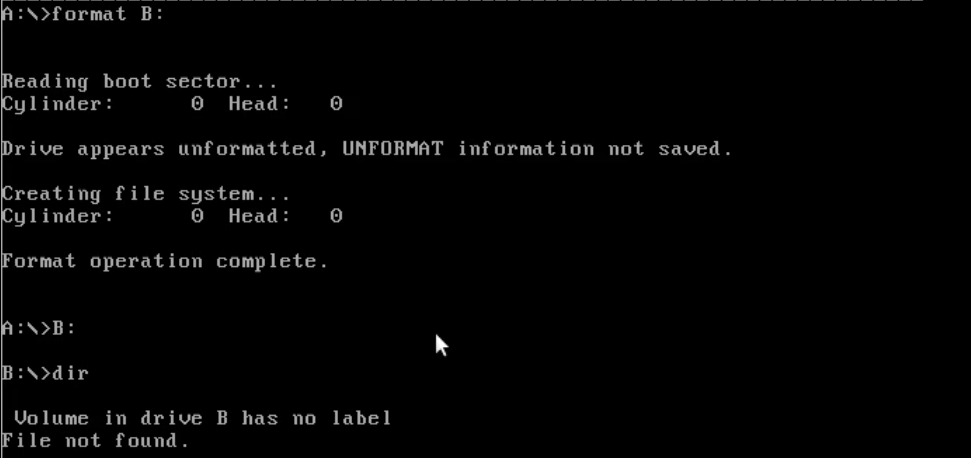 A:\>format B:
Reading boot sector...
Cylinder: 0 Head: 0
Drive appears unformatted, UNFORMAT information not saved.
Creating file system...
Cylinder: 0 Head: 0
Format operation complete.
A:\>B:
B:\>dir
Volume in drive B has no label
File not found.